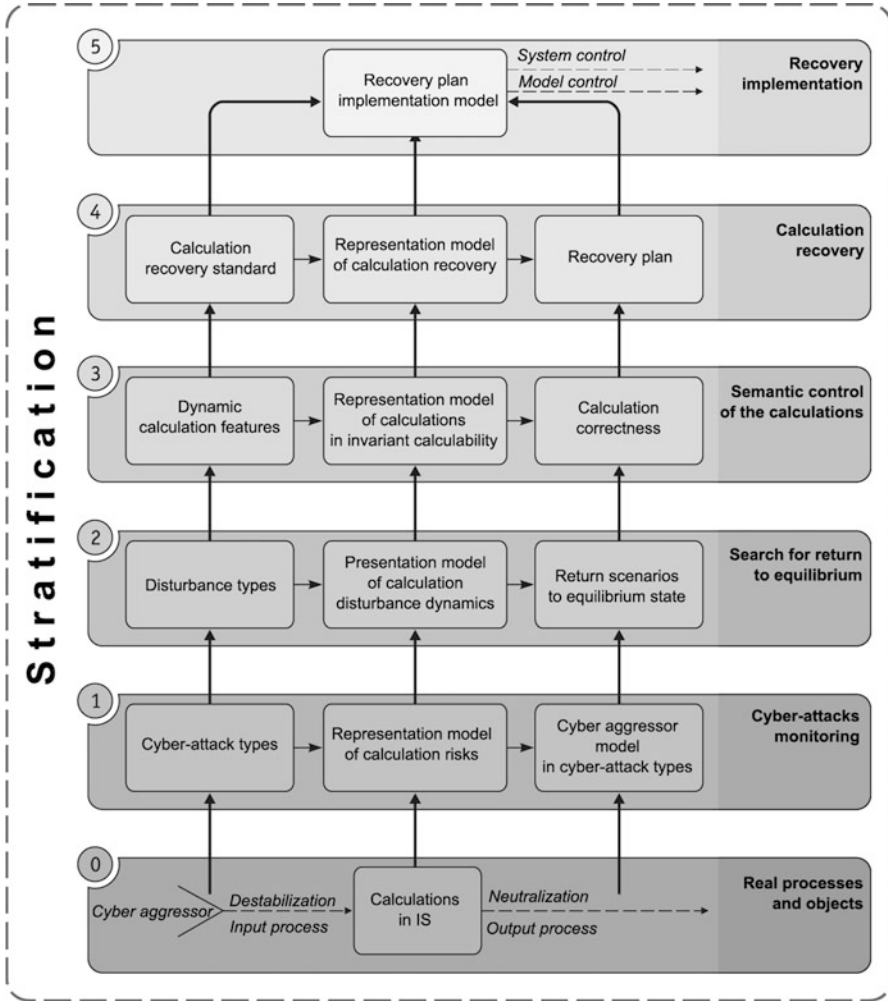 Stratification
5
Recovery plan
implementation model
System control
Model control
Recovery
implementation
4
Calculation
recovery standard
Representation model
of calculation recovery
Recovery plan
Calculation
recovery
3
Dynamic
calculation features
Representation model
of calculations
in invariant calculability
Calculation
correctness
Semantic control
of the calculations
2
Disturbance types
Presentation model
of calculation
disturbance dynamics
Return scenarios
to equilibrium state
Search for return
to equilibrium
1
Cyber-attack types
Representation model
of calculation risks
Cyber aggressor
model
in cyber-attack types
Cyber-attacks
monitoring
0
Cyber aggressor
Destabilization
Input process
Calculations
in IS
Neutralization
Output process
Real processes
and objects